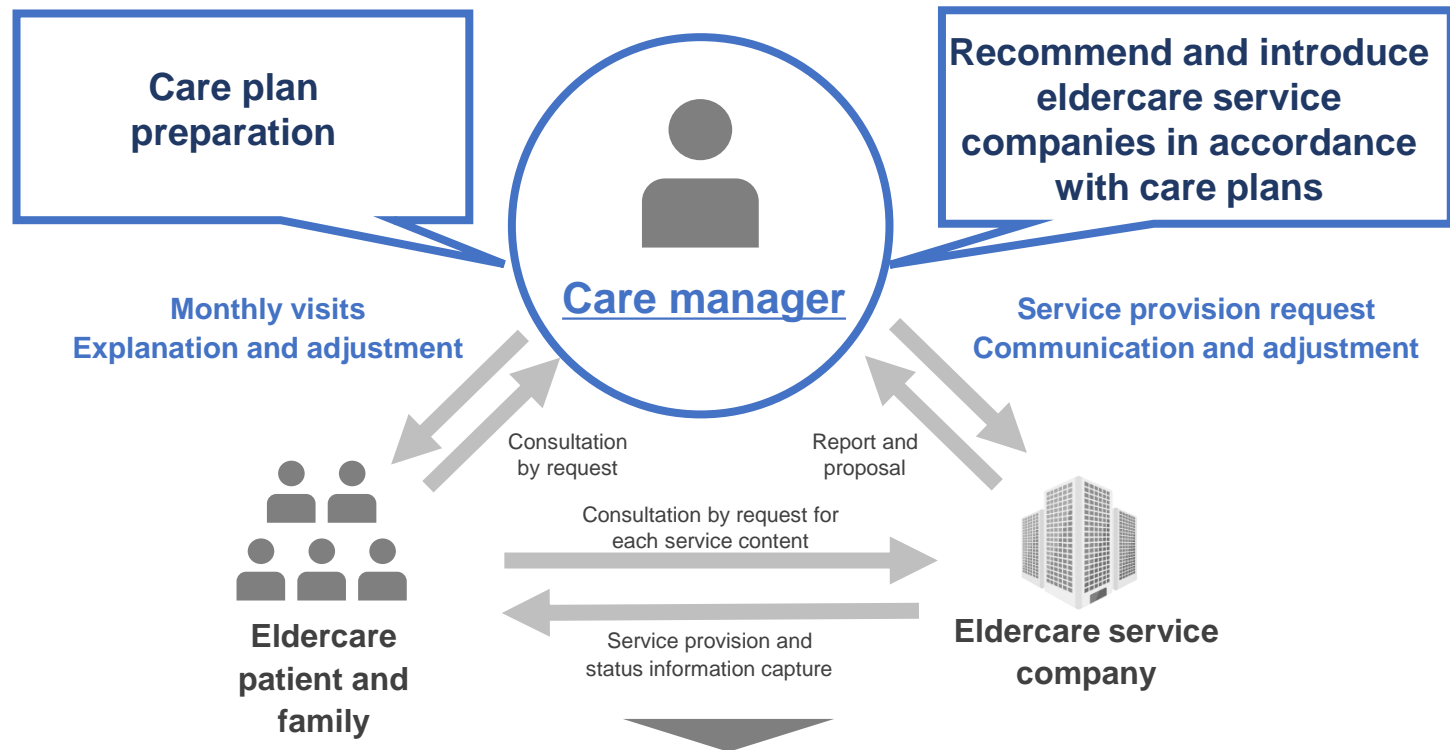 Care plan
preparation
Recommend and introduce
eldercare service
companies in accordance
with care plans
Care manager
Monthly visits
Explanation and adjustment
Service provision request
Communication and adjustment
Consultation
by request
Report and
proposal
Consultation by request for
each service content
Service provision and
status information capture
Eldercare
patient and
family
Eldercare service
company